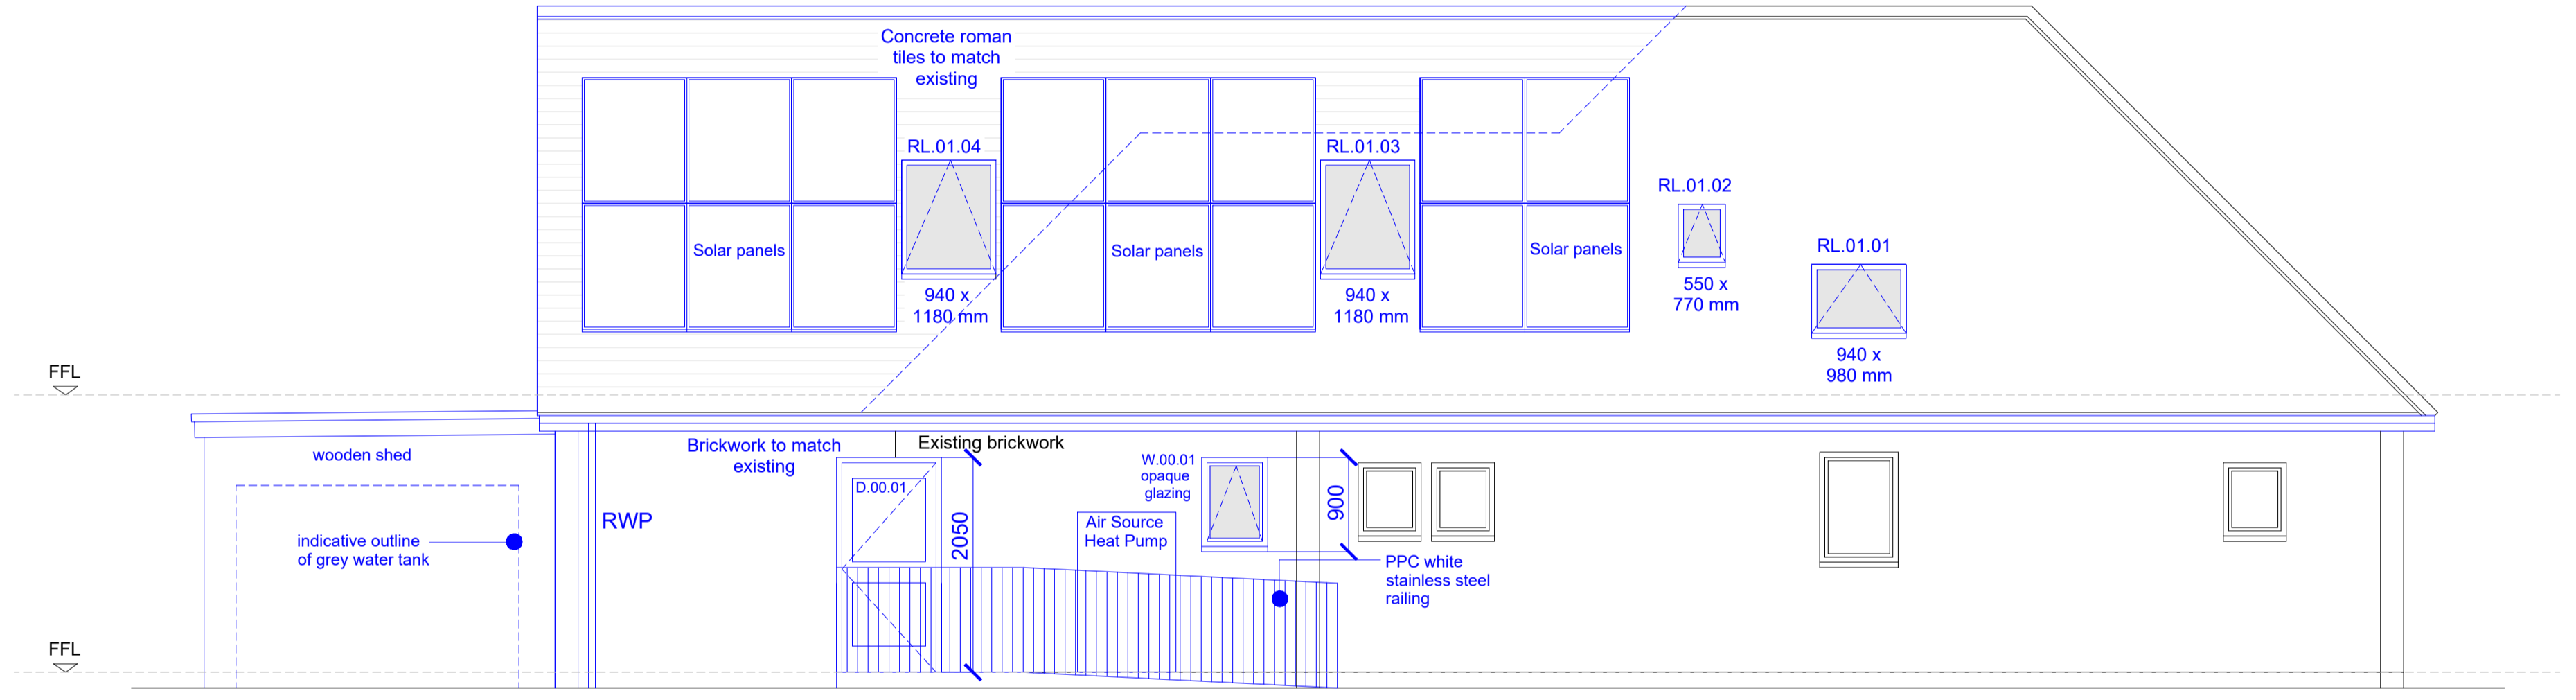 Concrete roman
tiles to match
existing
RL.01.04
RL.01.03
RL.01.02
RL.01.01
Solar panels
Solar panels
Solar panels
940 x
1180 mm
940 x
1180 mm
550 x
770 mm
940 x
980 mm
FFL
wooden shed
Brickwork to match
existing
Existing brickwork
W.00.01
opaque
glazing
D.00.01
900
RWP
2050
Air Source
Heat Pump
indicative outline
of grey water tank
PPC white
stainless steel
railing
FFL